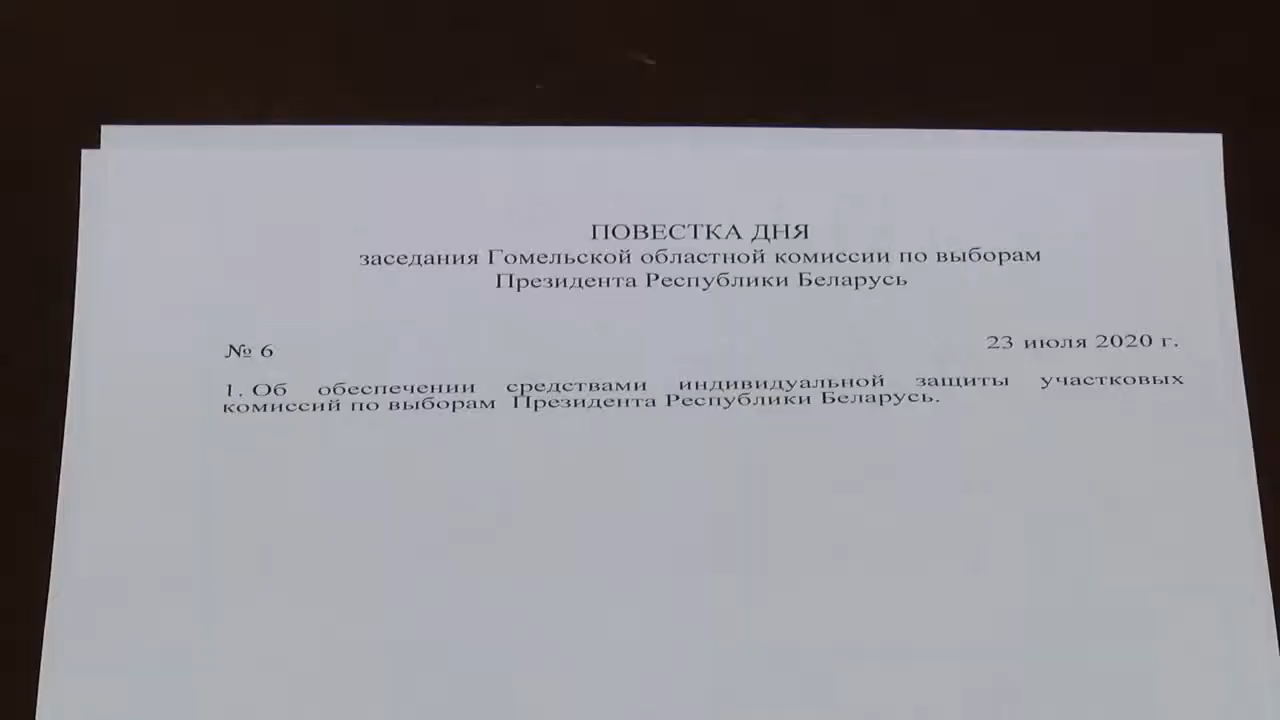 ПОВЕСТКА ДНЯ
заседания Гомельской областной комиссии по выборам
Президента Республики Беларусь
№ 6
23 июля 2020 г.
1. Об обеспечении средствами индивидуальной защиты участковых
комиссий по выборам Президента Республики Беларусь.